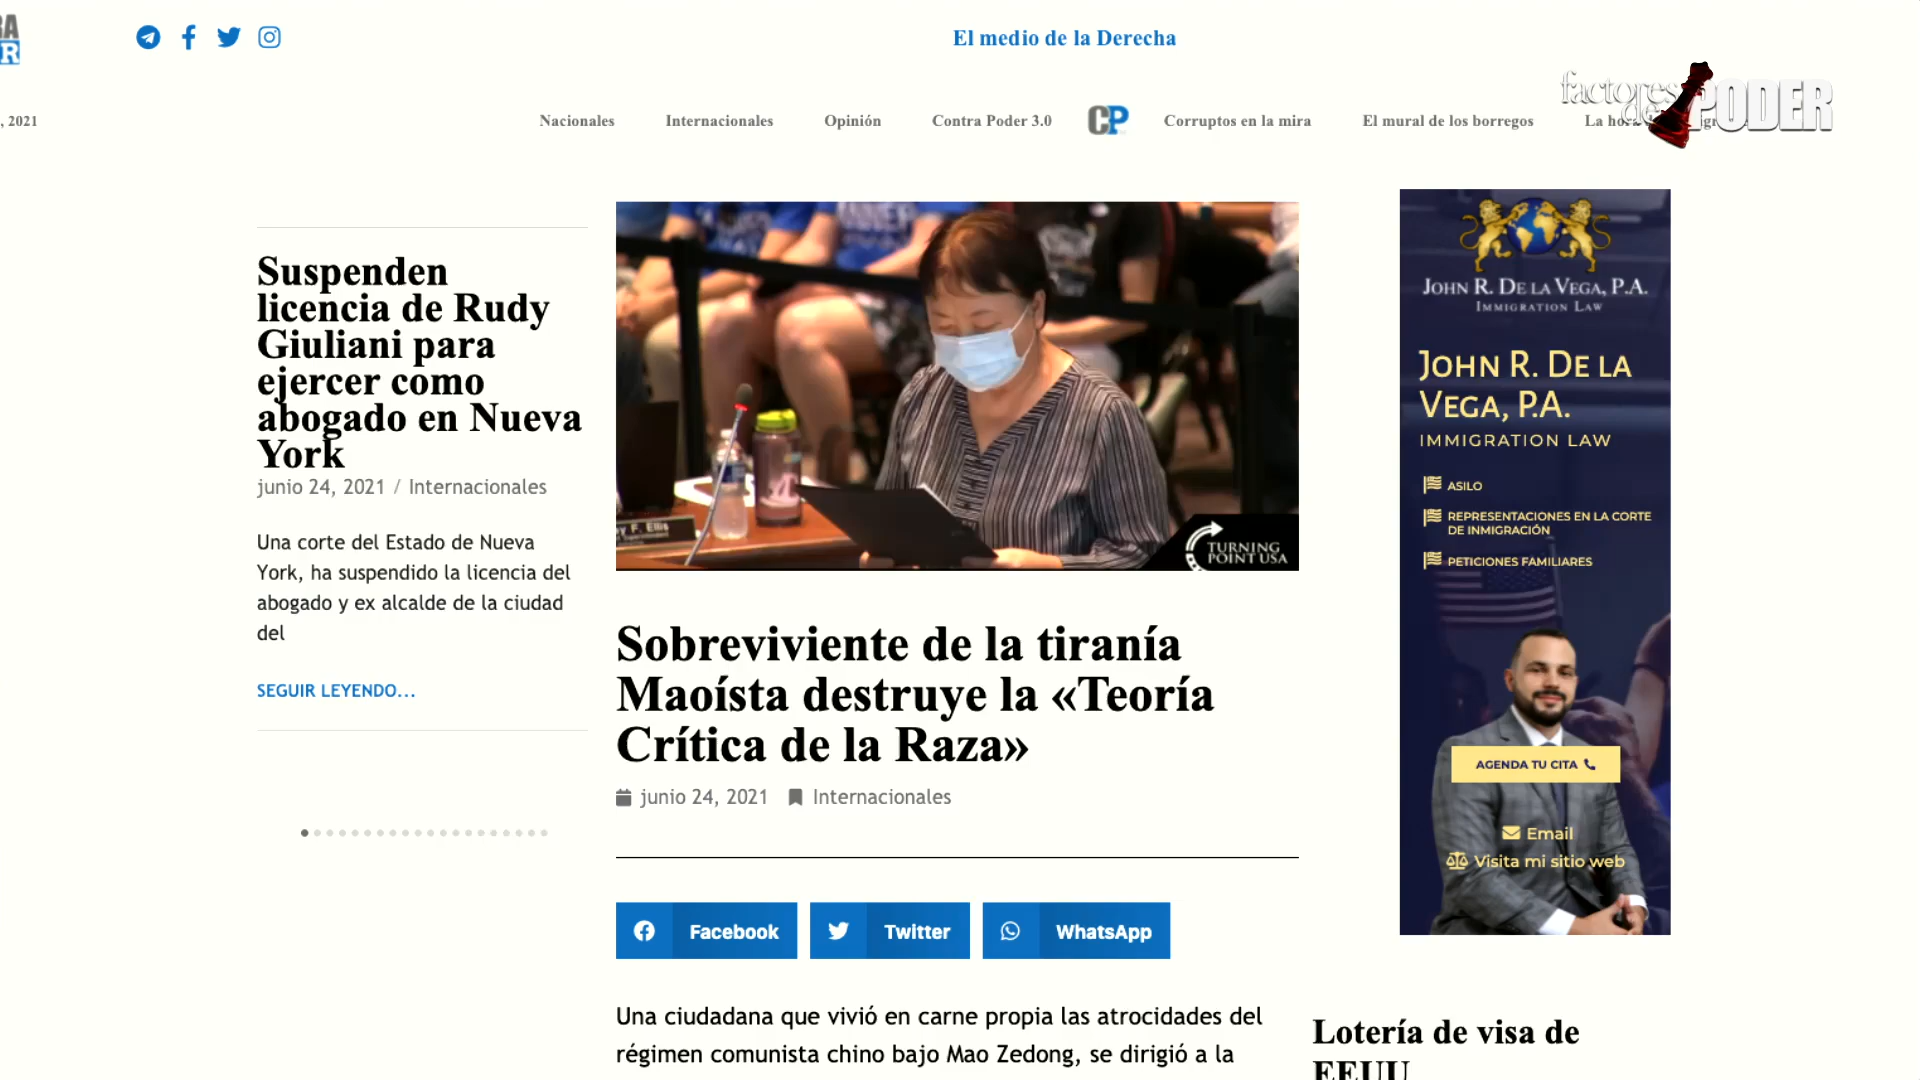 RA
R
El medio de la Derecha
factores
de PODER
, 2021
Nacionales
Internacionales
Opinión
Contra Poder 3.0
CP
Corruptos en la mira
El mural de los borregos
Suspenden
licencia de Rudy
Giuliani para
ejercer como
abogado en Nueva
York
junio 24, 2021 / Internacionales
Una corte del Estado de Nueva
York, ha suspendido la licencia del
abogado y ex alcalde de la ciudad
del
SEGUIR LEYENDO...
F. Ellis
TURNING
POINT USA
Sobreviviente de la tiranía
Maoísta destruye la «Teoría
Crítica de la Raza»
junio 24, 2021
Internacionales
Facebook
Twitter
WhatsApp
Una ciudadana que vivió en carne propia las atrocidades del
régimen comunista chino bajo Mao Zedong, se dirigió a la
JOHN R. DE LA VEGA, P.A.
IMMIGRATION LAW
JOHN R. DE LA
VEGA, P.A.
IMMIGRATION LAW
ASILO
REPRESENTACIONES EN LA CORTE
DE INMIGRACIÓN
PETICIONES FAMILIARES
AGENDA TU CITA
Email
Visita mi sitio web
Lotería de visa de
EEUU